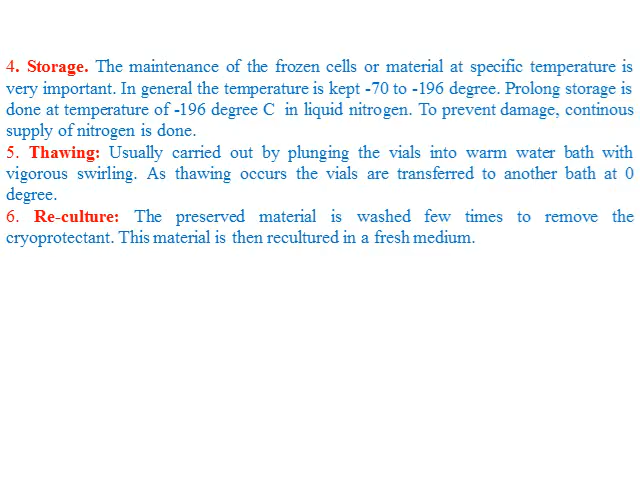 4. Storage. The maintenance of the frozen cells or material at specific temperature is
very important. In general the temperature is kept -70 to -196 degree. Prolong storage is
done at temperature of -196 degree C in liquid nitrogen. To prevent damage, continous
supply of nitrogen is done.
5. Thawing: Usually carried out by plunging the vials into warm water bath with
vigorous swirling. As thawing occurs the vials are transferred to another bath at 0
degree.
6. Re-culture: The preserved material is washed few times to remove the
cryoprotectant. This material is then recultured in a fresh medium.